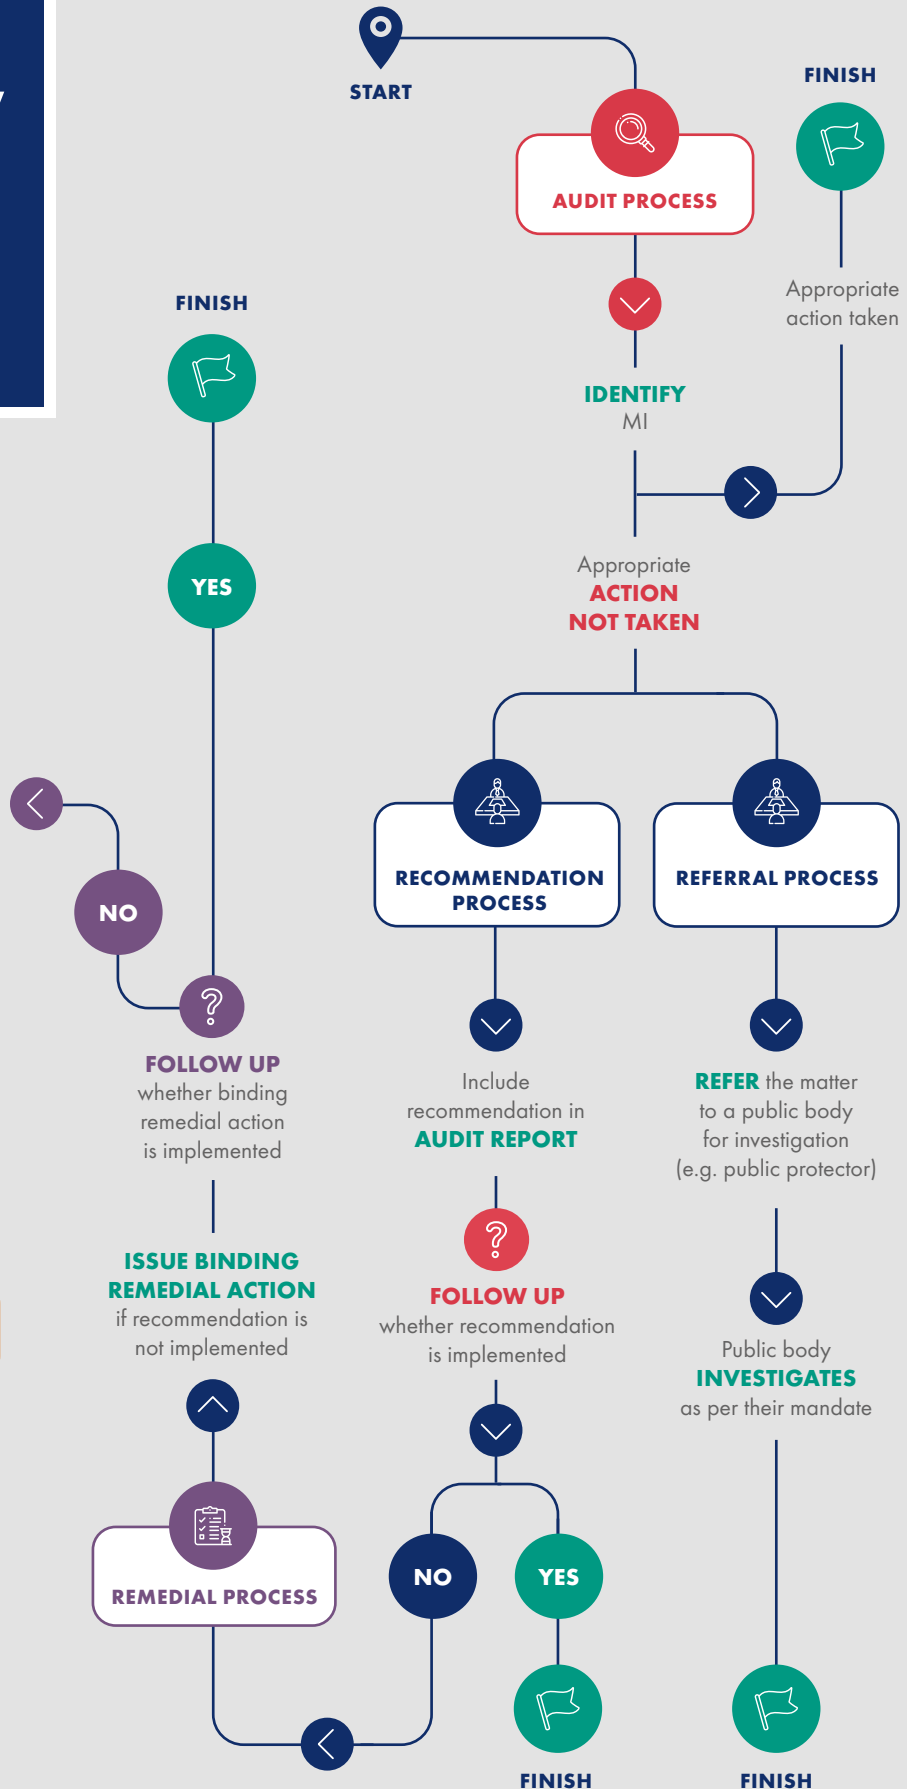 START
AUDIT PROCESS
FINISH
Appropriate
action taken
IDENTIFY
MI
Appropriate
ACTION
NOT TAKEN
RECOMMENDATION
PROCESS
Include
recommendation in
AUDIT REPORT
FOLLOW UP
whether recommendation
is implemented
NO
YES
FINISH
REFERRAL PROCESS
REFER the matter
to a public body
for investigation
(e.g. public protector)
Public body
INVESTIGATES
as per their mandate
FINISH
REMEDIAL PROCESS
ISSUE BINDING
REMEDIAL ACTION
if recommendation is
not implemented
FOLLOW UP
whether binding
remedial action
is implemented
NO
YES
FINISH